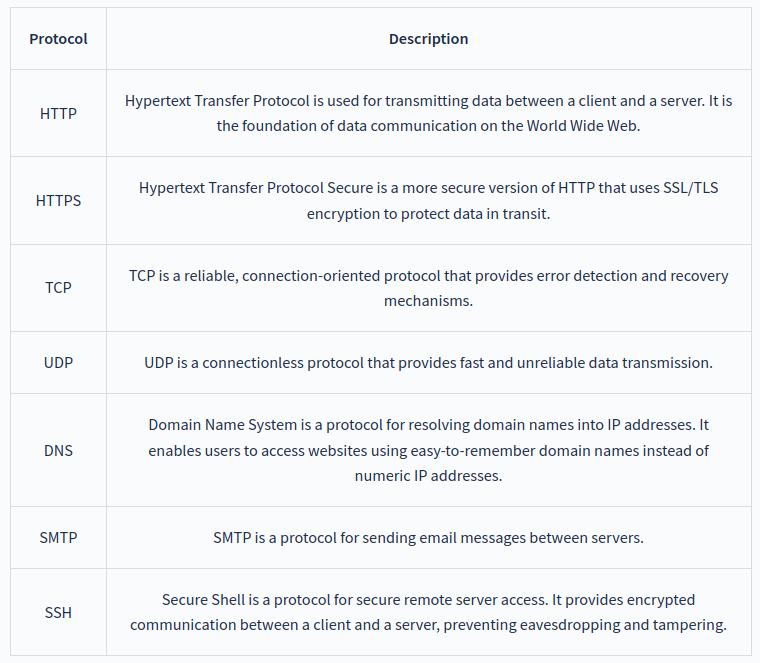 Protocol Description
HTTP
Hypertext Transfer Protocol is used for transmitting data between a client and a server. It is
the foundation of data communication on the World Wide Web.
HTTPS
Hypertext Transfer Protocol Secure is a more secure version of HTTP that uses SSL/TLS
encryption to protect data in transit.
TCP
TCP is a reliable, connection-oriented protocol that provides error detection and recovery
mechanisms.
UDP
UDP is a connectionless protocol that provides fast and unreliable data transmission.
DNS
Domain Name System is a protocol for resolving domain names into IP addresses. It
enables users to access websites using easy-to-remember domain names instead of
numeric IP addresses.
SMTP
SMTP is a protocol for sending email messages between servers.
SSH
Secure Shell is a protocol for secure remote server access. It provides encrypted
communication between a client and a server, preventing eavesdropping and tampering.